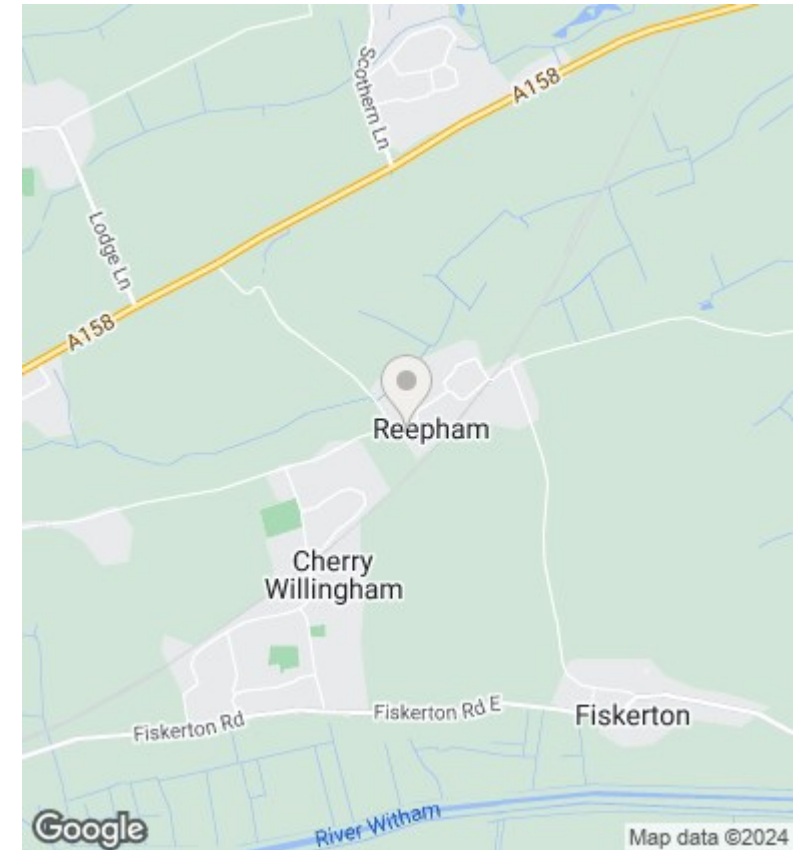 Scothern Ln
A158
Lodge Ln
A158
Reepham
Cherry
Willingham
Fiskerton Rd E
Fiskerton
Fiskerton Rd
River Witham
Google
Map data ©2024